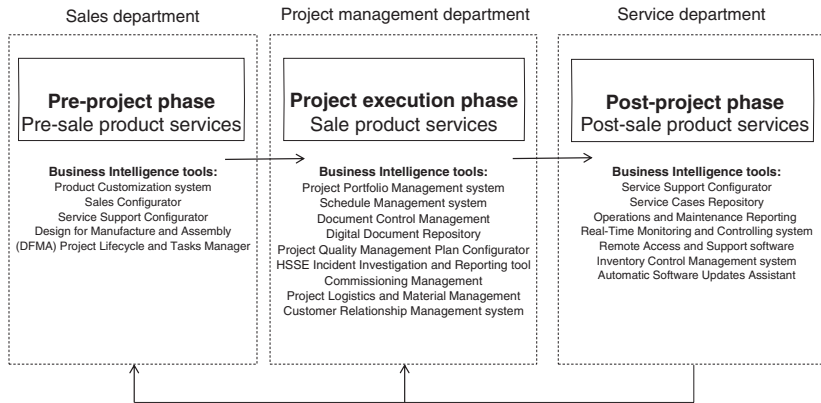 Sales department
Pre-project phase
Pre-sale product services
Business Intelligence tools:
Product Customization system
Sales Configurator
Service Support Configurator
Design for Manufacture and Assembly
(DFMA) Project Lifecycle and Tasks Manager
Project management department
Project execution phase
Sale product services
Business Intelligence tools:
Project Portfolio Management system
Schedule Management system
Document Control Management
Digital Document Repository
Project Quality Management Plan Configurator
HSSE Incident Investigation and Reporting tool
Commissioning Management
Project Logistics and Material Management
Customer Relationship Management system
Service department
Post-project phase
Post-sale product services
Business Intelligence tools:
Service Support Configurator
Service Cases Repository
Operations and Maintenance Reporting
Real-Time Monitoring and Controlling system
Remote Access and Support software
Inventory Control Management system
Automatic Software Updates Assistant